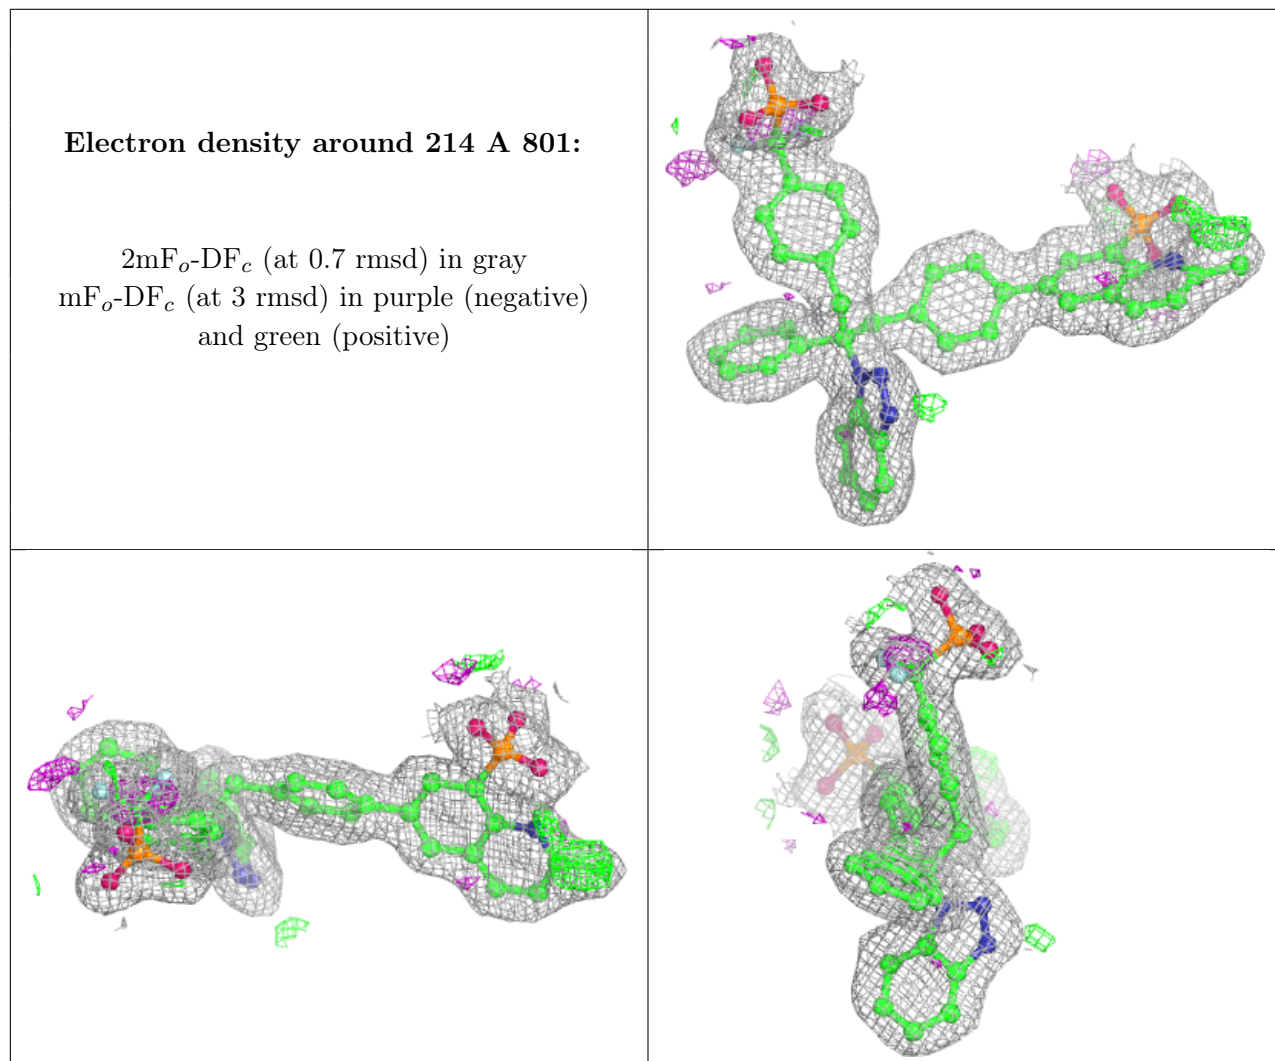 Electron density around 214 A 801:
2mFo-DFc (at 0.7 rmsd) in gray
mFo-DFc (at 3 rmsd) in purple (negative)
and green (positive)